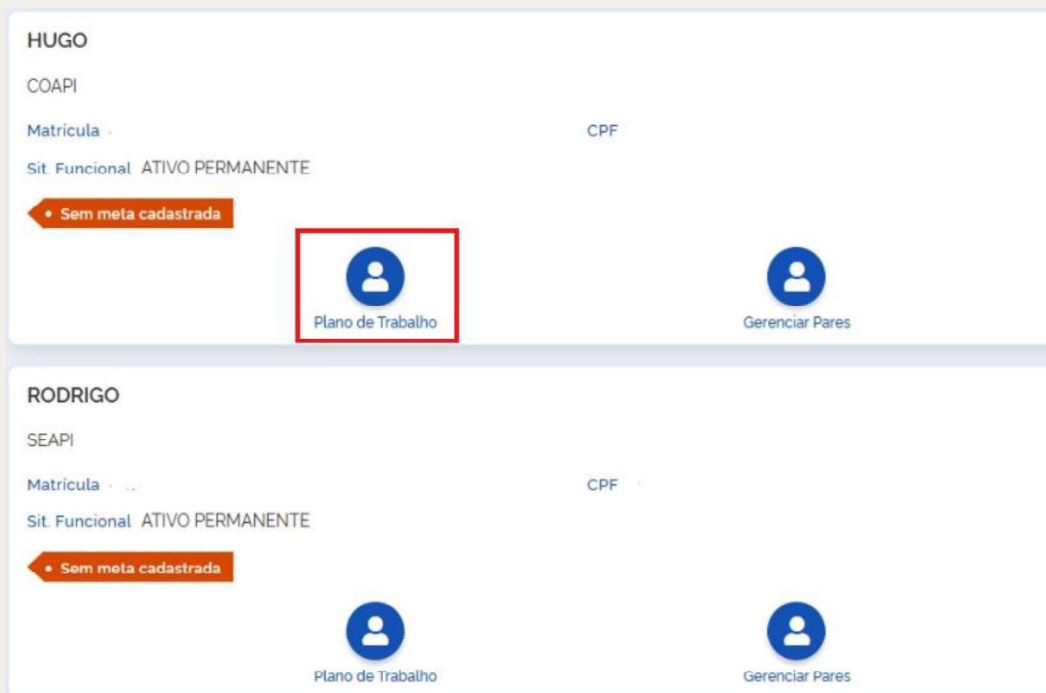 HUGO
COAPI
Matrícula CPF
Sit. Funcional ATIVO PERMANENTE
• Sem meta cadastrada
Plano de Trabalho Gerenciar Pares
RODRIGO
SEAPI
Matrícula CPF
Sit. Funcional ATIVO PERMANENTE
• Sem meta cadastrada
Plano de Trabalho Gerenciar Pares